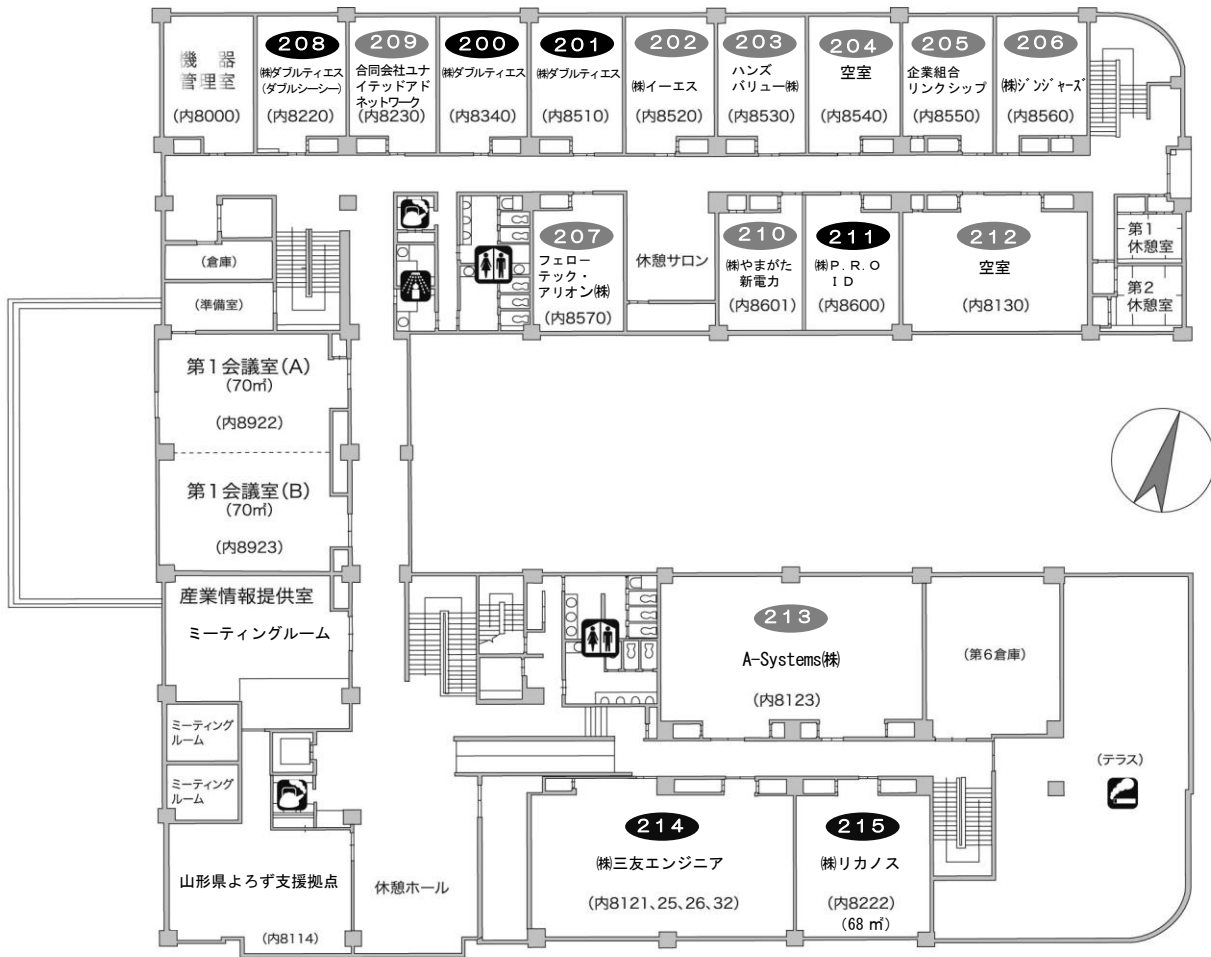 機 器
管理室
(内8000)
208
㈱ダブルティエス
(ダブルシーシー)
(内8220)
209
合同会社ユナ
イテッドアド
ネットワーク
(内8230)
200
㈱ダブルティエス
(内8340)
201
㈱ダブルティエス
(内8510)
202
㈱イーエス
(内8520)
203
ハンズ
バリュー㈱
(内8530)
204
空室
(内8540)
205
企業組合
リンクシップ
(内8550)
206
㈱ジンジャーズ
(内8560)
(倉庫)
(準備室)
207
フェロー
テック・
アリオン㈱
(内8570)
休憩サロン
210
㈱やまがた
新電力
(内8601)
211
㈱P.R.O
ID
(内8600)
212
空室
(内8130)
第1
休憩室
第2
休憩室
第1会議室(A)
(70㎡)
(内8922)
第1会議室(B)
(70㎡)
(内8923)
産業情報提供室
ミーティングルーム
ミーティング
ルーム
ミーティング
ルーム
山形県よろず支援拠点
(内8114)
休憩ホール
213
A-Systems㈱
(内8123)
(第6倉庫)
(テラス)
214
㈱三友エンジニア
(内8121、25、26、32)
215
㈱リカノス
(内8222)
(68 ㎡)